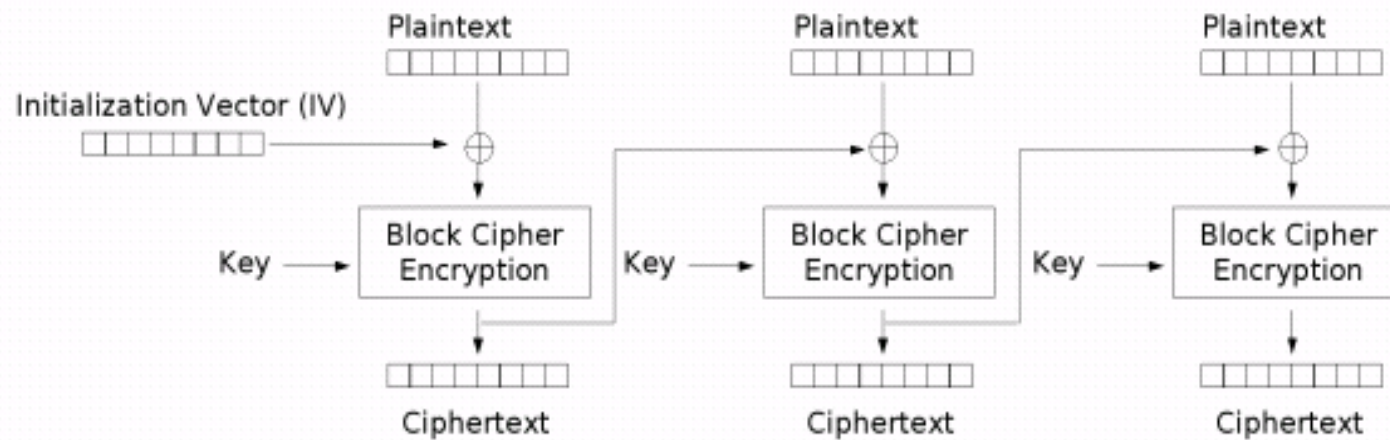 Plaintext
Plaintext
Plaintext
Initialization Vector (IV)
Key
Block Cipher
Encryption
Key
Block Cipher
Encryption
Key
Block Cipher
Encryption
Ciphertext
Ciphertext
Ciphertext